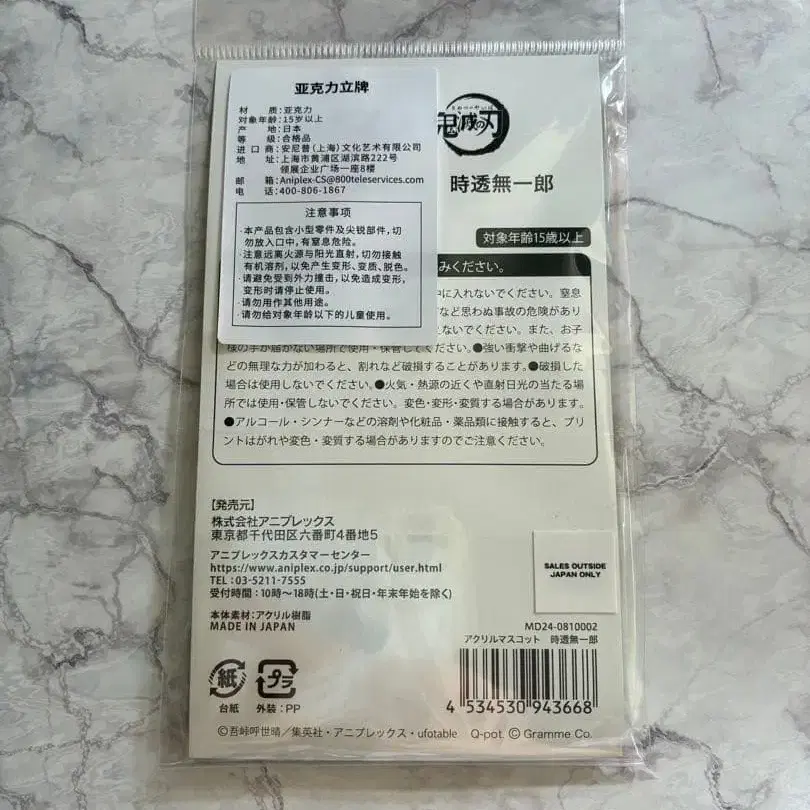 亚克力立牌
材 质：亚克力
对象年龄：15岁以上
产 地：日本
等 级：合格品
进 口 商：安尼普（上海）文化艺术有限公司
地 址：上海市黄浦区湖滨路222号
领展企业广场一座8楼
邮 箱：Aniplex-CS@800teleservices.com
电 话：400-806-1867
注意事项
·本产品包含小型零件及尖锐部件，切
勿放入口中，有窒息危险。
·注意远离火源与阳光直射，切勿接触
有机溶剂，以免产生变形、变质、脱色。
·请避免受到外力撞击，以免造成变形，
变形时请停止使用。
·请勿用作其他用途。
·请勿给对象年龄以下的儿童使用。
鬼滅の刃
時透無一郎
対象年齢15歳以上
みください。
中に入れないでください。窒息
など思わぬ事故の危険があり
えないでください。また、お子
様の手が届かない場所で使用・保管してください。●強い衝撃や曲げるな
どの無理な力が加わると、割れなど破損することがあります。●破損した
場合は使用しないでください。●火気・熱源の近くや直射日光の当たる場
所では使用・保管しないでください。変色・変形・変質する場合があります。
●アルコール・シンナーなどの溶剤や化粧品・薬品類に接触すると、プリ
ントはがれや変色・変質する場合がありますのでご注意ください。
【発売元】
株式会社アニプレックス
東京都千代田区六番町4番地5
アニプレックスカスタマーセンター
https://www.aniplex.co.jp/support/user.html
TEL：03-5211-7555
受付時間：10時〜18時(土・日・祝日・年末年始を除く)
本体素材：アクリル樹脂
MADE IN JAPAN
SALES OUTSIDE
JAPAN ONLY
MD24-0810002
アクリルマスコット 時透無一郎
4 534530 943668
紙
台紙
プラ
外装：PP
©吾峠呼世晴／集英社・アニプレックス・ufotable Q-pot. © Gramme Co.